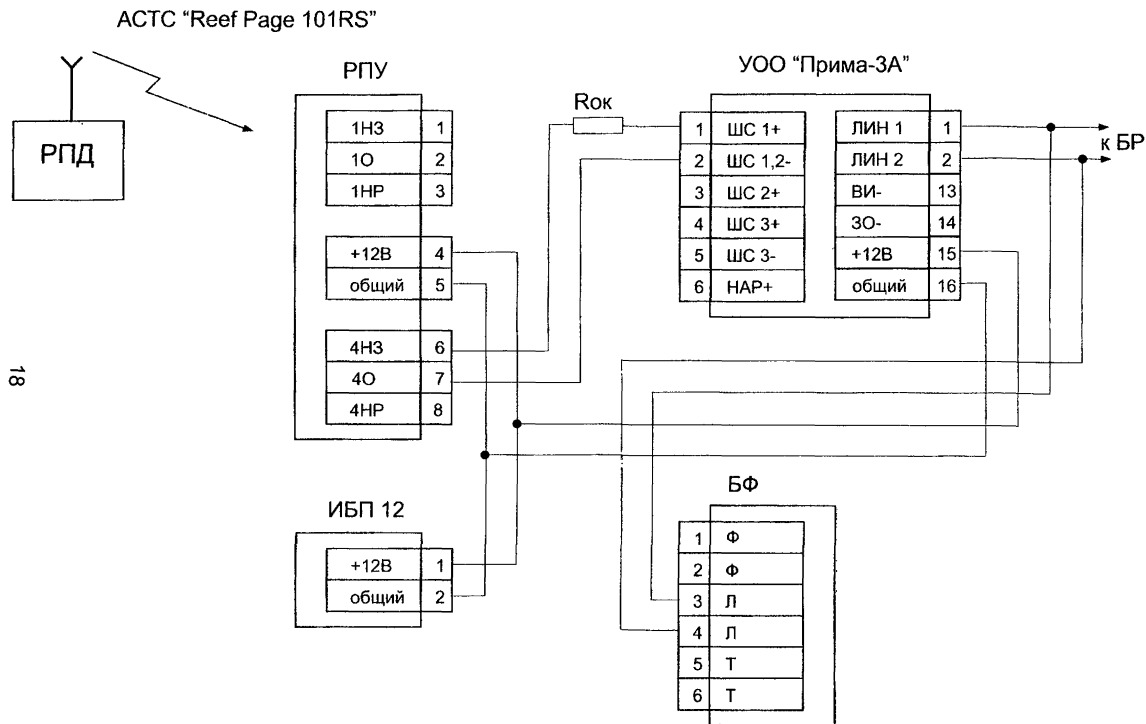 АСТС “Reef Page 101RS”
РПД
РПУ
1НЗ 1
1О 2
1НР 3
+12В 4
общий 5
4НЗ 6
4О 7
4НР 8
Rок
УОО “Прима-3А”
1 ШС 1+
2 ШС 1,2-
3 ШС 2+
4 ШС 3+
5 ШС 3-
6 НАР+
ЛИН 1 1
ЛИН 2 2
ВИ- 13
ЗО- 14
+12В 15
общий 16
к БР
ИБП 12
+12В 1
общий 2
БФ
1 Ф
2 Ф
3 Л
4 Л
5 Т
6 Т
18